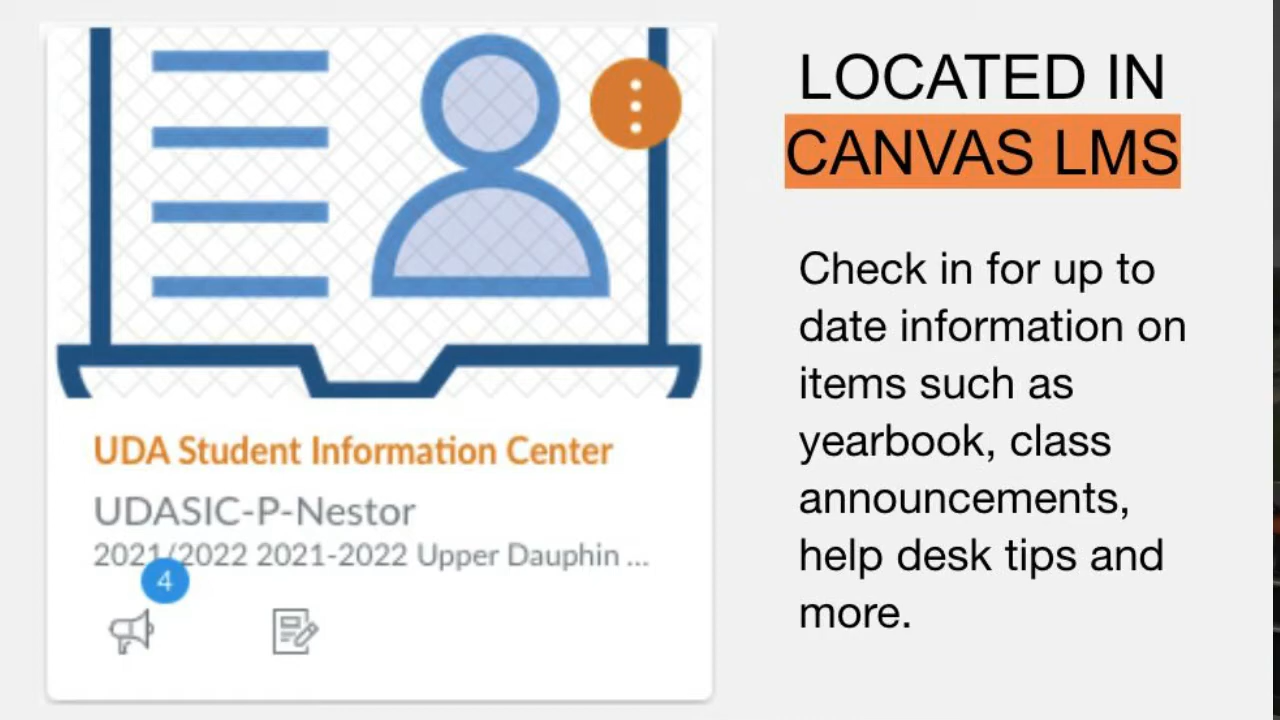 LOCATED IN
CANVAS LMS
Check in for up to
date information on
items such as
yearbook, class
announcements,
help desk tips and
more.
UDA Student Information Center
UDASIC-P-Nestor
2021/2022 2021-2022 Upper Dauphin ...
4